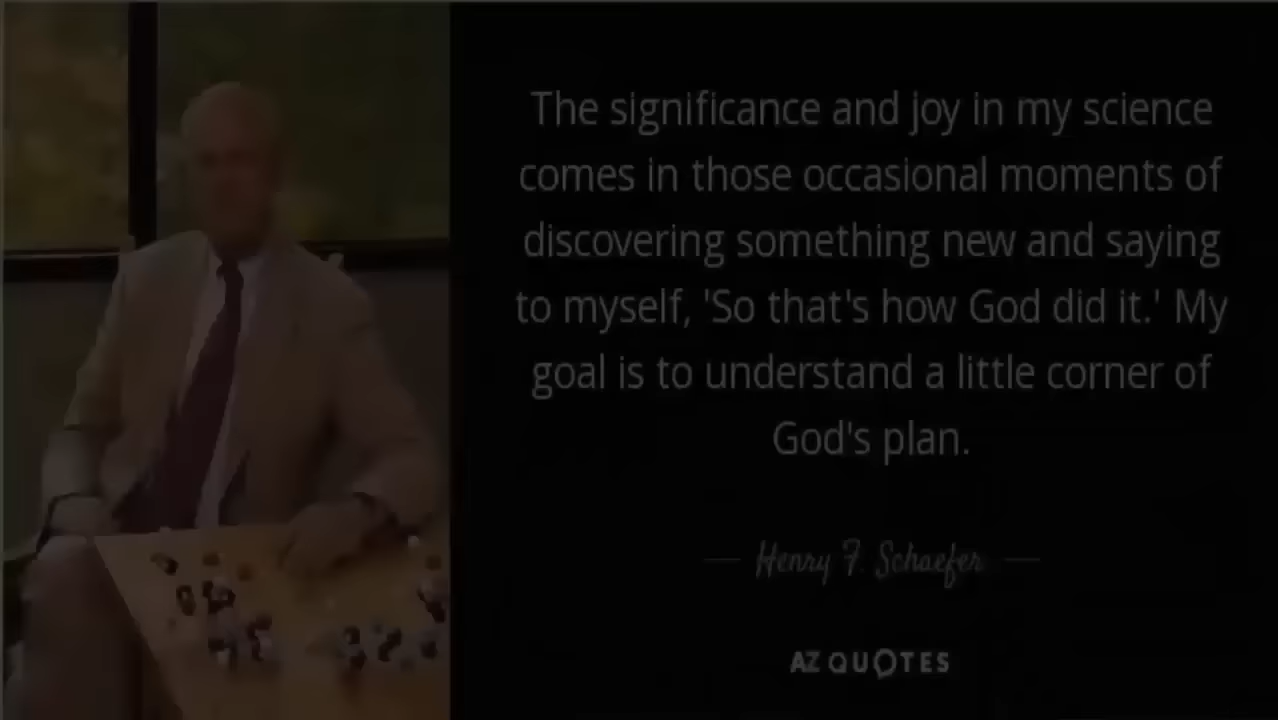 The significance and joy in my science
comes in those occasional moments of
discovering something new and saying
to myself, 'So that's how God did it.' My
goal is to understand a little corner of
God's plan.
— Henry F. Schaefer —
AZ QUOTES